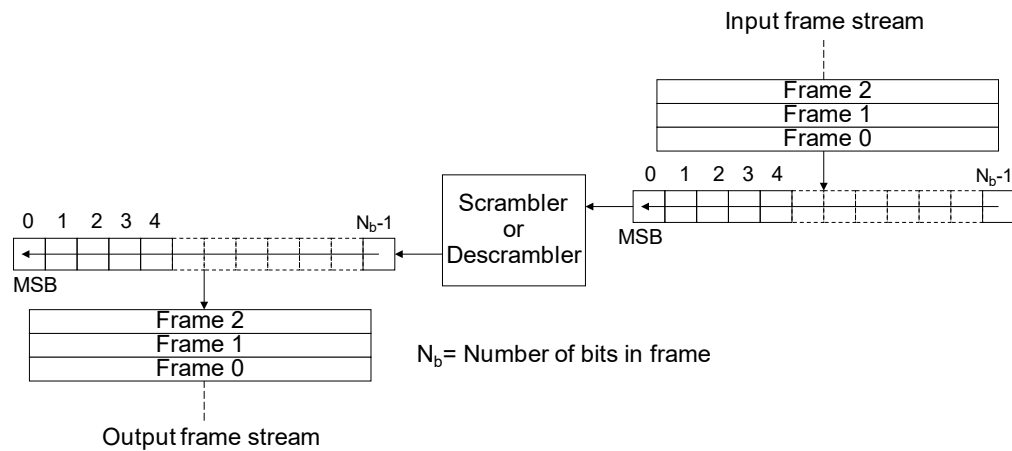 Input frame stream
Frame 2
Frame 1
Frame 0
0 1 2 3 4 Nb-1
MSB
Scrambler
or
Descrambler
0 1 2 3 4 Nb-1
MSB
Frame 2
Frame 1
Frame 0
Nb= Number of bits in frame
Output frame stream